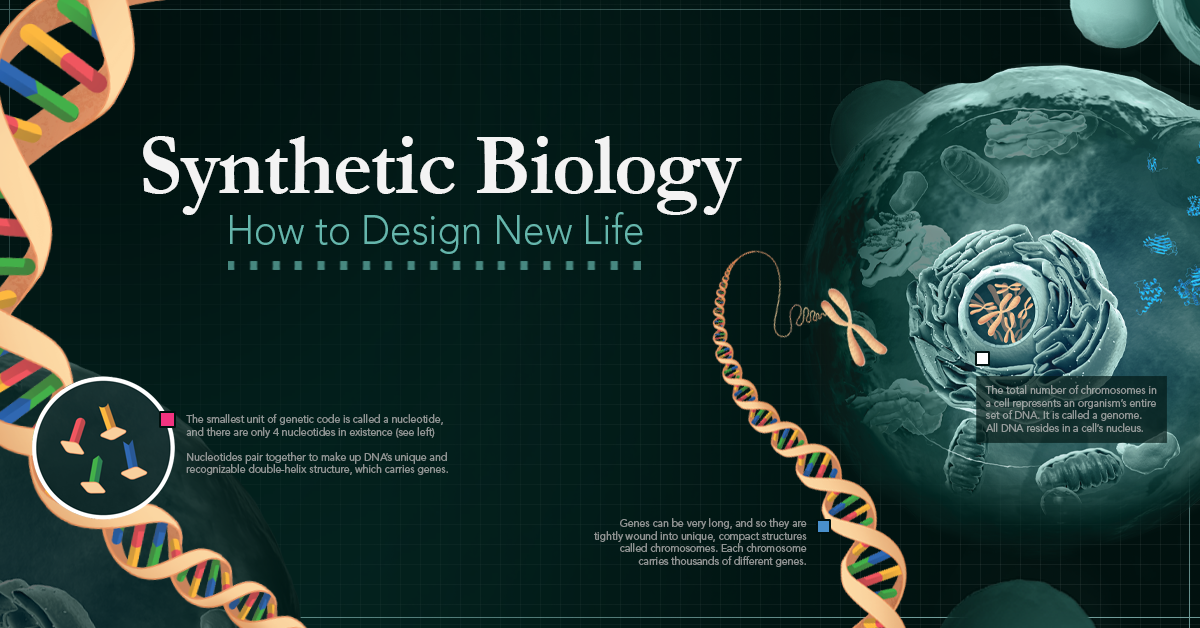 Synthetic Biology
How to Design New Life
The smallest unit of genetic code is called a nucleotide,
and there are only 4 nucleotides in existence (see left)
Nucleotides pair together to make up DNA's unique and
recognizable double-helix structure, which carries genes.
Genes can be very long, and so they are
tightly wound into unique, compact structures
called chromosomes. Each chromosome
carries thousands of different genes.
The total number of chromosomes in
a cell represents an organism's entire
set of DNA. It is called a genome.
All DNA resides in a cell's nucleus.